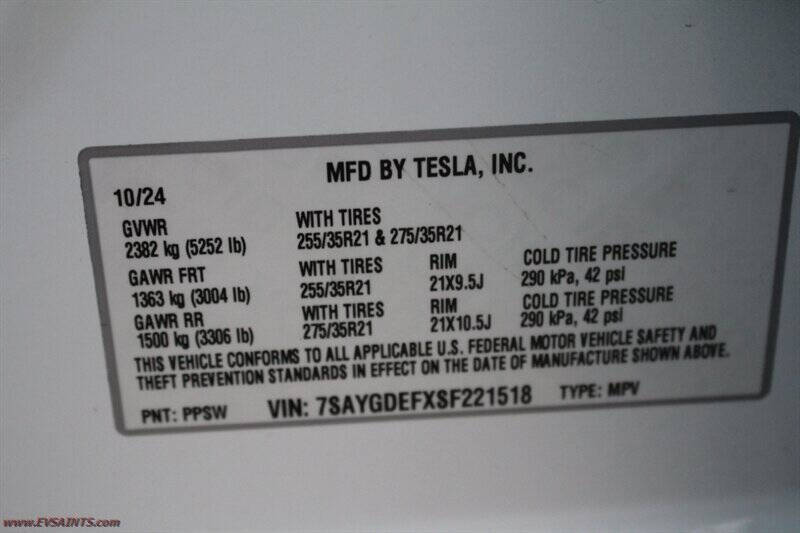 MFD BY TESLA, INC.
10/24
GVWR WITH TIRES
2382 kg (5252 lb) 255/35R21 & 275/35R21
GAWR FRT WITH TIRES RIM COLD TIRE PRESSURE
1363 kg (3004 lb) 255/35R21 21X9.5J 290 kPa, 42 psi
GAWR RR WITH TIRES RIM COLD TIRE PRESSURE
1500 kg (3306 lb) 275/35R21 21X10.5J 290 kPa, 42 psi
THIS VEHICLE CONFORMS TO ALL APPLICABLE U.S. FEDERAL MOTOR VEHICLE SAFETY AND
THEFT PREVENTION STANDARDS IN EFFECT ON THE DATE OF MANUFACTURE SHOWN ABOVE.
PNT: PPSW VIN: 7SAYGDEFXSF221518 TYPE: MPV
www.EVSAINTS.com